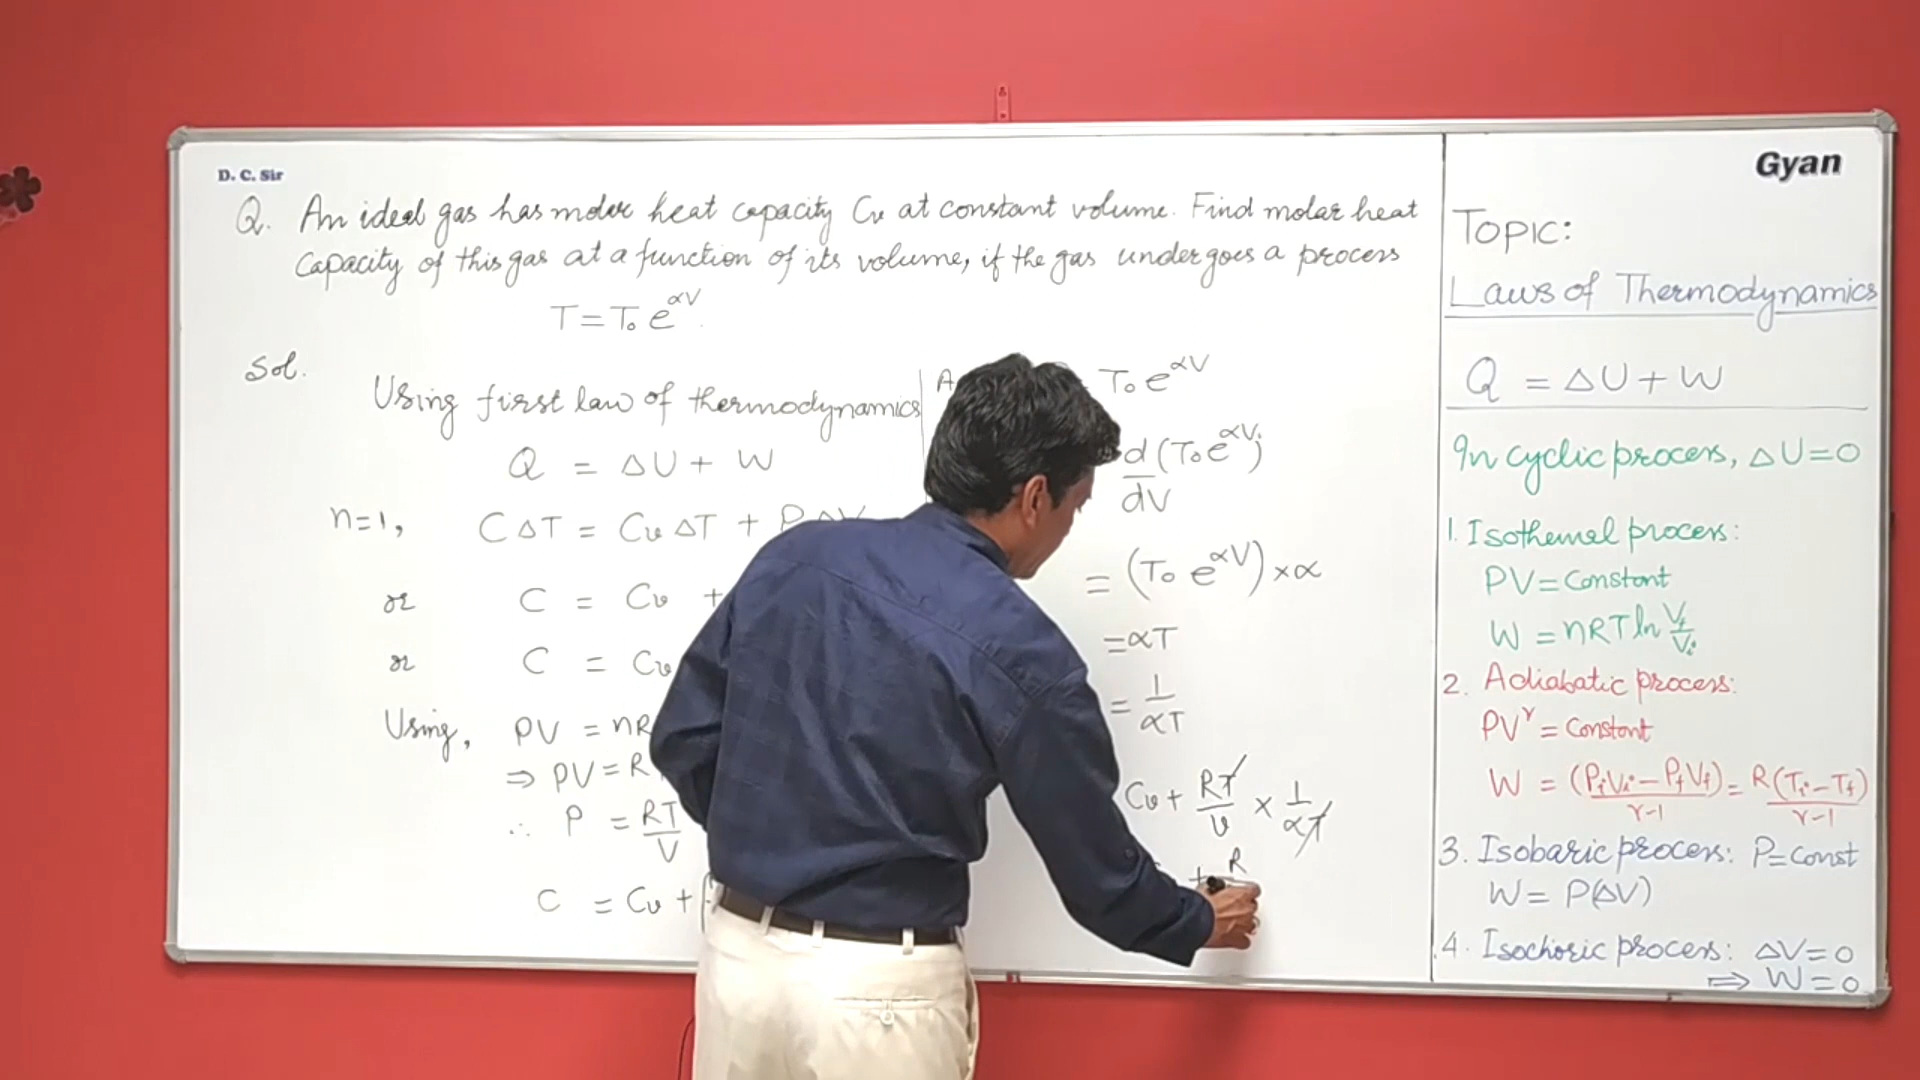 D. C. Sir
Q. An ideal gas has molar heat capacity Cv at constant volume. Find molar heat
capacity of this gas at a function of its volume, if the gas undergoes a process
T = T₀ e^αV.
Sol.
Using first law of thermodynamics
Q = ΔU + W
n=1, CΔT = CvΔT + PΔV
or C = Cv +
or C = Cv
Using, PV = nR
⇒ PV = R
∴ P = RT/V
C = Cv + (
T₀ e^αV
d/dV (T₀ e^αV)
= (T₀ e^αV) × α
= αT
= 1/αT
Cv + RT/V × 1/αT
+ R
Gyan
TOPIC:
Laws of Thermodynamics
Q = ΔU + W
In cyclic process, ΔU = 0
1. Isothemal process:
PV = Constant
W = nRT ln Vf/Vi
2. Adiabatic process:
PV^γ = Constant
W = (PiVi – PfVf)/γ-1 = R(Ti – Tf)/γ-1
3. Isobaric process: P = Const
W = P(ΔV)
4. Isochoric process: ΔV = 0
⇒ W = 0